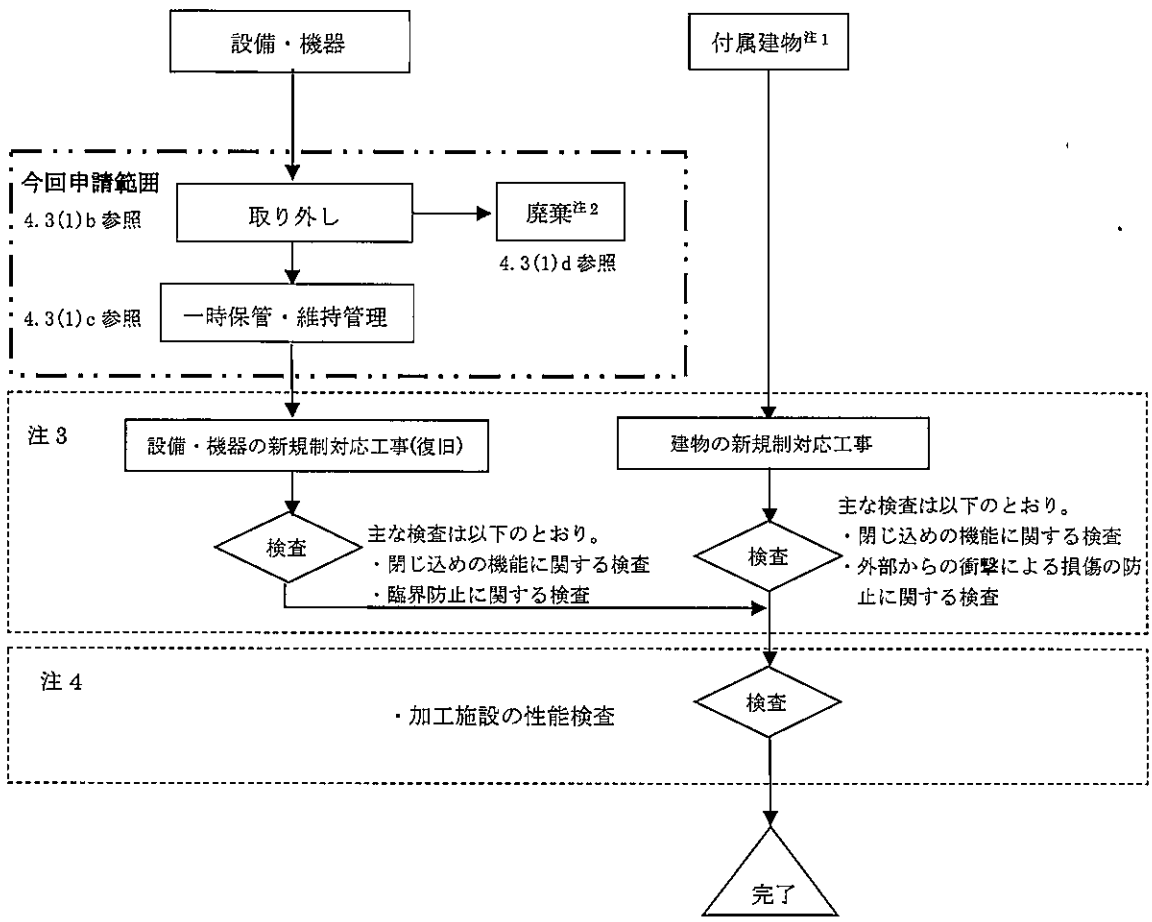 設備・機器
付属建物注1
今回申請範囲
4.3(1)b 参照
取り外し
廃棄注2
4.3(1)d 参照
4.3(1)c 参照
一時保管・維持管理
注3
設備・機器の新規制対応工事(復旧)
建物の新規制対応工事
検査
主な検査は以下のとおり。
・閉じ込めの機能に関する検査
・臨界防止に関する検査
検査
主な検査は以下のとおり。
・閉じ込めの機能に関する検査
・外部からの衝撃による損傷の防
止に関する検査
注4
・加工施設の性能検査
検査
完了